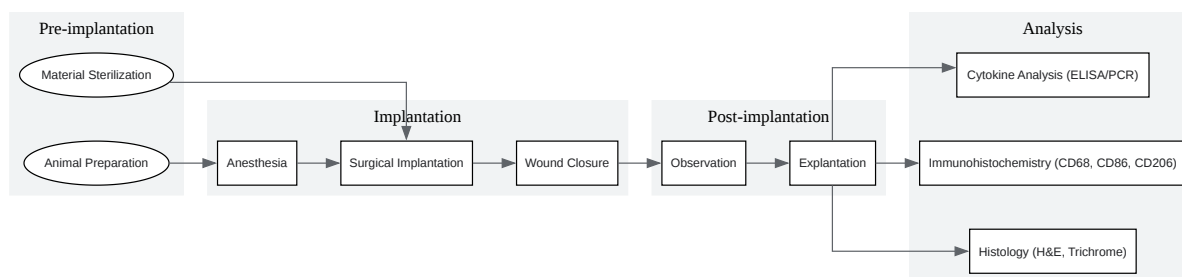 Pre-implantation
Material Sterilization
Animal Preparation
Implantation
Anesthesia
Surgical Implantation
Wound Closure
Post-implantation
Observation
Explantation
Analysis
Cytokine Analysis (ELISA/PCR)
Immunohistochemistry (CD68, CD86, CD206)
Histology (H&E, Trichrome)